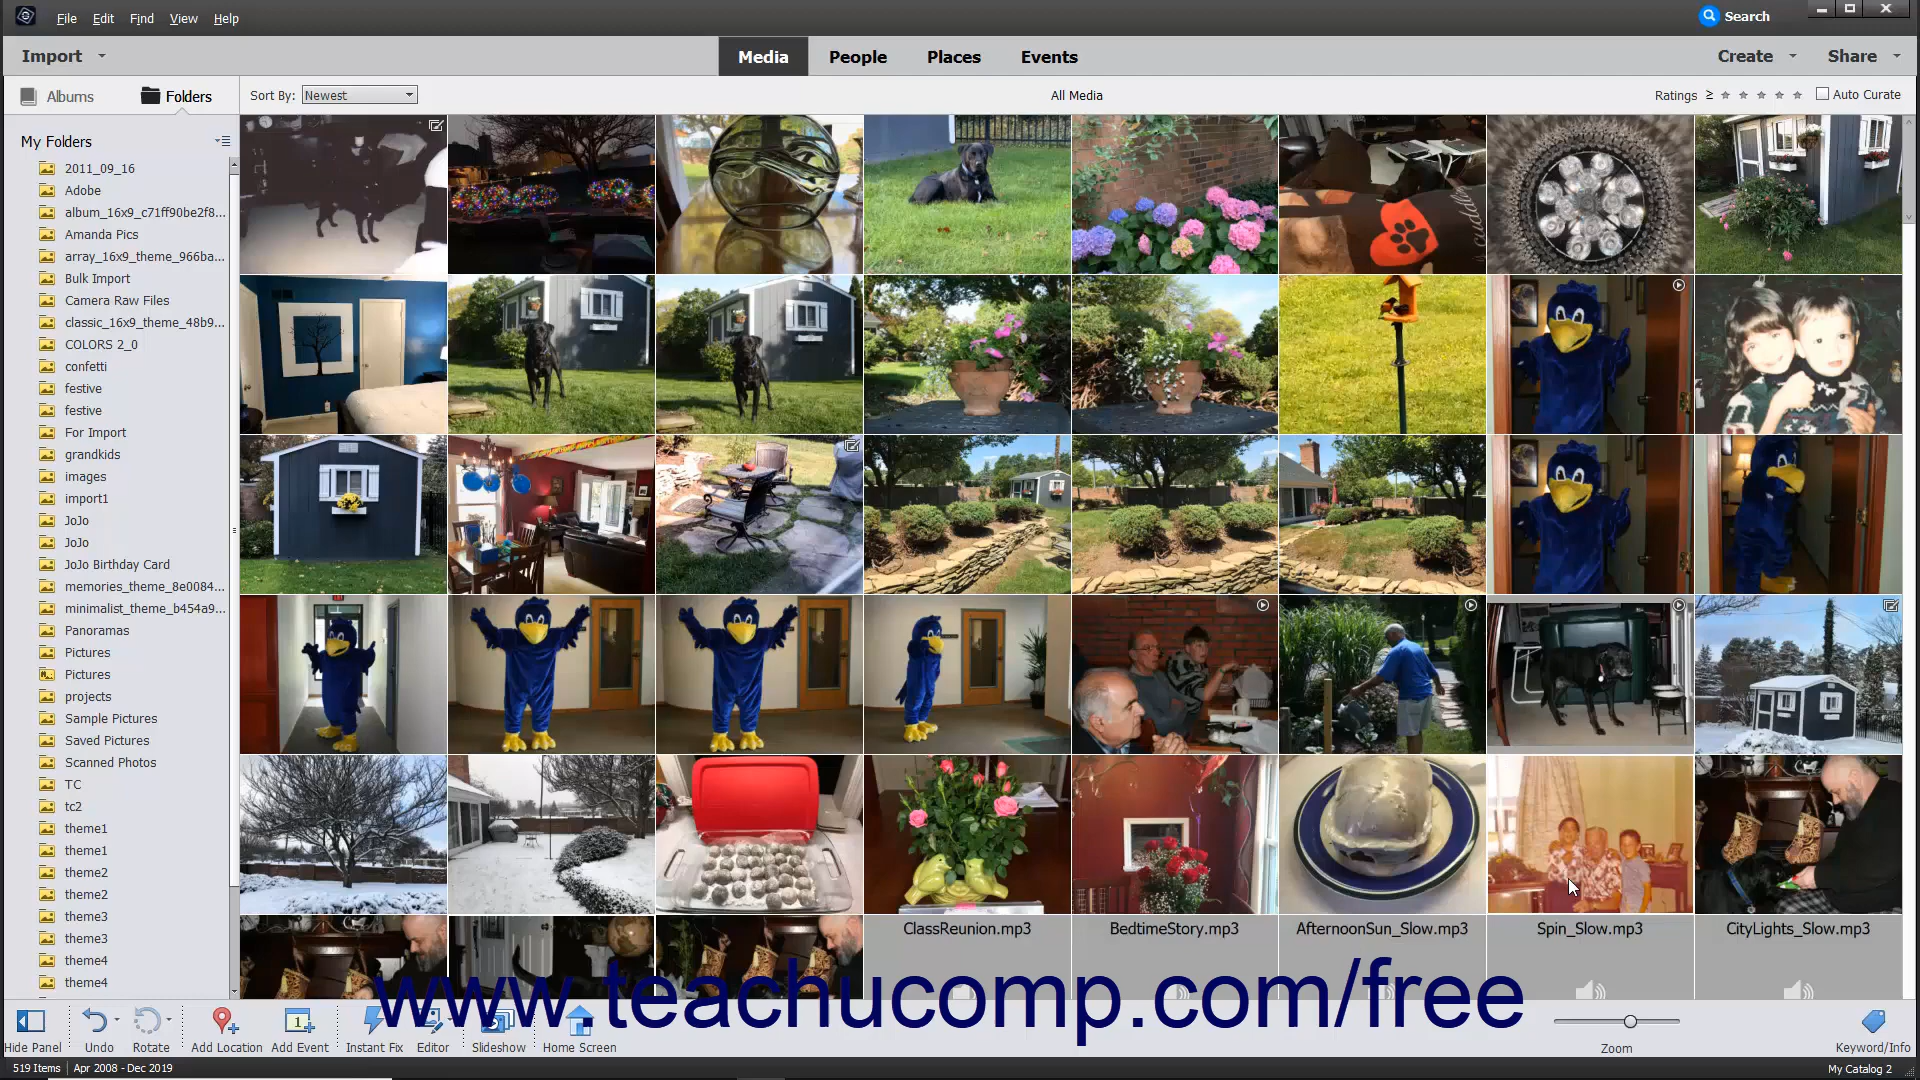 File Edit Find View Help
Search
Import
Media People Places Events
Create Share
Albums Folders
Sort By: Newest
All Media
Ratings ≥
Auto Curate
My Folders
2011_09_16
Adobe
album_16x9_c71ff90be2f8...
Amanda Pics
array_16x9_theme_966ba...
Bulk Import
Camera Raw Files
classic_16x9_theme_48b9...
COLORS 2_0
confetti
festive
festive
For Import
grandkids
images
import1
JoJo
JoJo
JoJo Birthday Card
memories_theme_8e0084...
minimalist_theme_b454a9...
Panoramas
Pictures
Pictures
projects
Sample Pictures
Saved Pictures
Scanned Photos
TC
tc2
theme1
theme1
theme2
theme2
theme3
theme3
theme4
theme4
cuddly
ClassReunion.mp3
BedtimeStory.mp3
AfternoonSun_Slow.mp3
Spin_Slow.mp3
CityLights_Slow.mp3
www.teachucomp.com/free
Hide Panel
Undo
Rotate
Add Location
Add Event
Instant Fix
Editor
Slideshow
Home Screen
Zoom
Keyword/Info
519 Items
Apr 2008 - Dec 2019
My Catalog 2